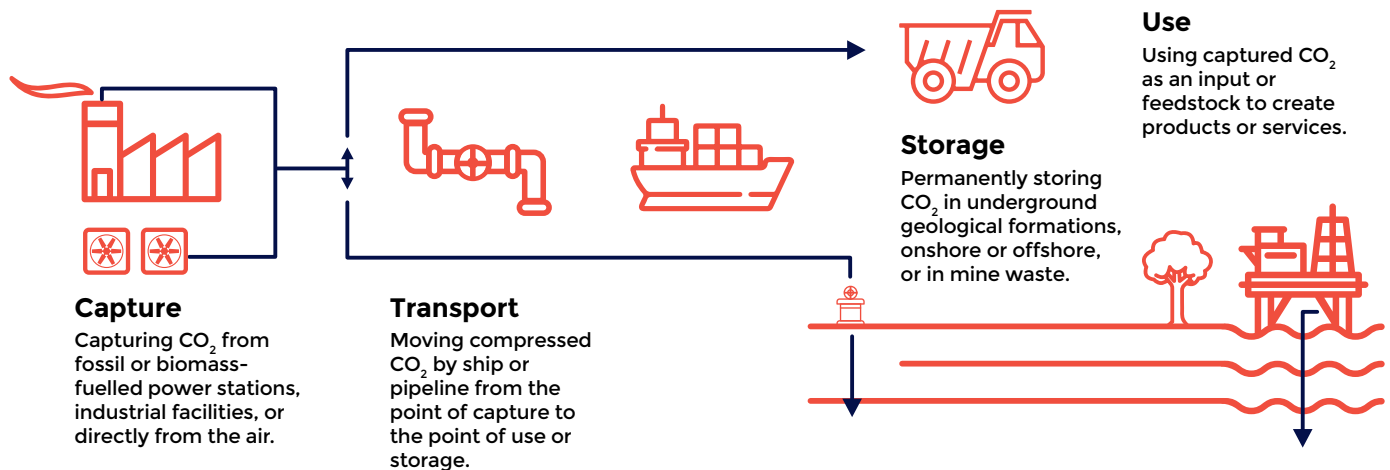 Capture
Capturing CO₂ from
fossil or biomass-
fuelled power stations,
industrial facilities, or
directly from the air.
Transport
Moving compressed
CO₂ by ship or
pipeline from the
point of capture to
the point of use or
storage.
Storage
Permanently storing
CO₂ in underground
geological formations,
onshore or offshore,
or in mine waste.
Use
Using captured CO₂
as an input or
feedstock to create
products or services.